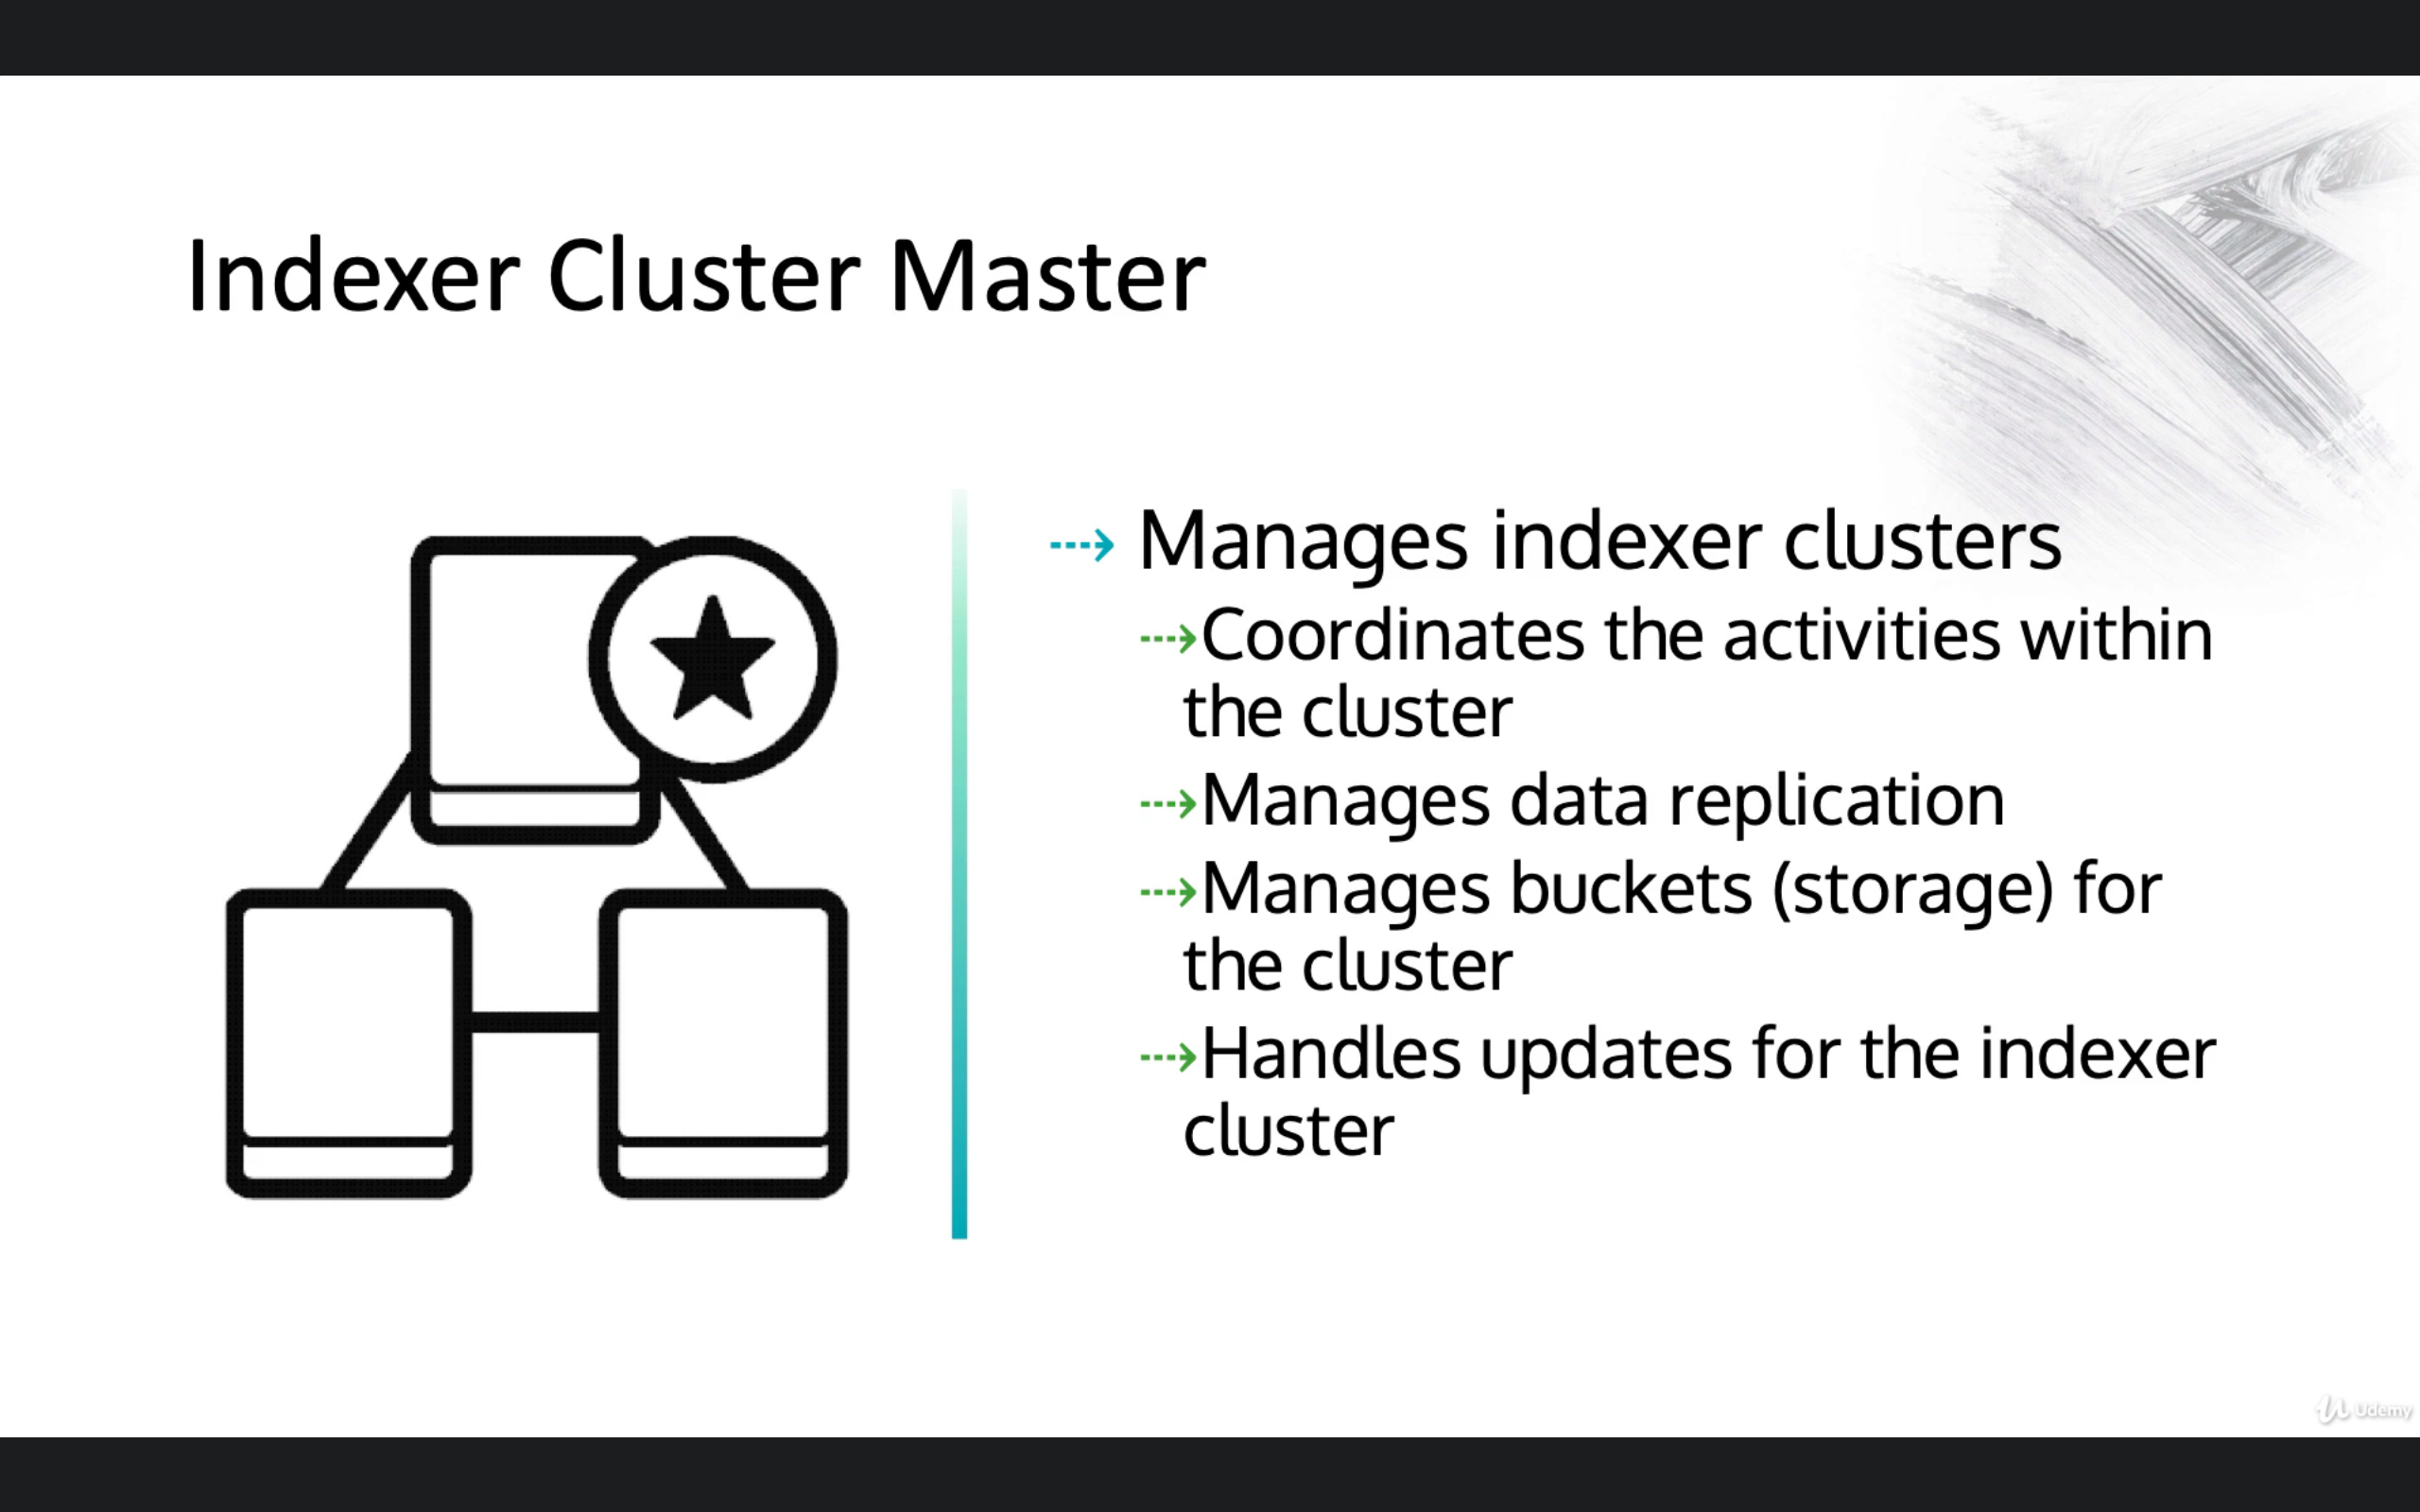 Indexer Cluster Master
Manages indexer clusters
Coordinates the activities within
the cluster
Manages data replication
Manages buckets (storage) for
the cluster
Handles updates for the indexer
cluster
Udemy